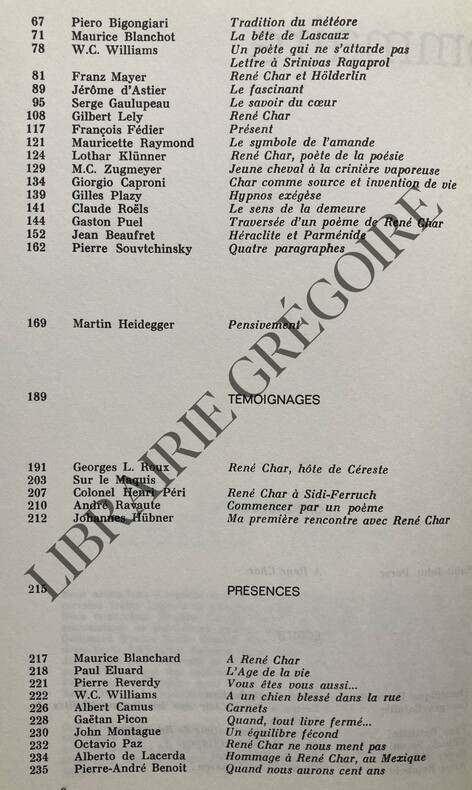 67 Piero Bigongiari Tradition du météore
71 Maurice Blanchot La bête de Lascaux
78 W.C. Williams Un poète qui ne s'attarde pas
Lettre à Srinivas Rayaprol
81 Franz Mayer René Char et Hölderlin
89 Jérôme d'Astier Le fascinant
95 Serge Gaulupeau Le savoir du cœur
108 Gilbert Lely René Char
117 François Fédier Présent
121 Mauricette Raymond Le symbole de l'amande
124 Lothar Klünner René Char, poète de la poésie
129 M.C. Zugmeyer Jeune cheval à la crinière vaporeuse
134 Giorgio Caproni Char comme source et invention de vie
139 Gilles Plazy Hypnos exégèse
141 Claude Roëls Le sens de la demeure
144 Gaston Puel Traversée d'un poème de René Char
152 Jean Beaufret Héraclite et Parménide
162 Pierre Souvtchinsky Quatre paragraphes
169 Martin Heidegger Pensivement
189 TÉMOIGNAGES
191 Georges L. Roux René Char, hôte de Céreste
203 Sur le Maquis
207 Colonel Henri Péri René Char à Sidi-Ferruch
210 André Ravaute Commencer par un poème
212 Johannes Hübner Ma première rencontre avec René Char
215 PRÉSENCES
217 Maurice Blanchard A René Char
218 Paul Eluard L'Age de la vie
221 Pierre Reverdy Vous êtes vous aussi...
222 W.C. Williams A un chien blessé dans la rue
226 Albert Camus Carnets
228 Gaëtan Picon Quand, tout livre fermé...
230 John Montague Un équilibre fécond
232 Octavio Paz René Char ne nous ment pas
234 Alberto de Lacerda Hommage à René Char, au Mexique
235 Pierre-André Benoit Quand nous aurons cent ans
LIBRAIRIE GRÉGOIRE